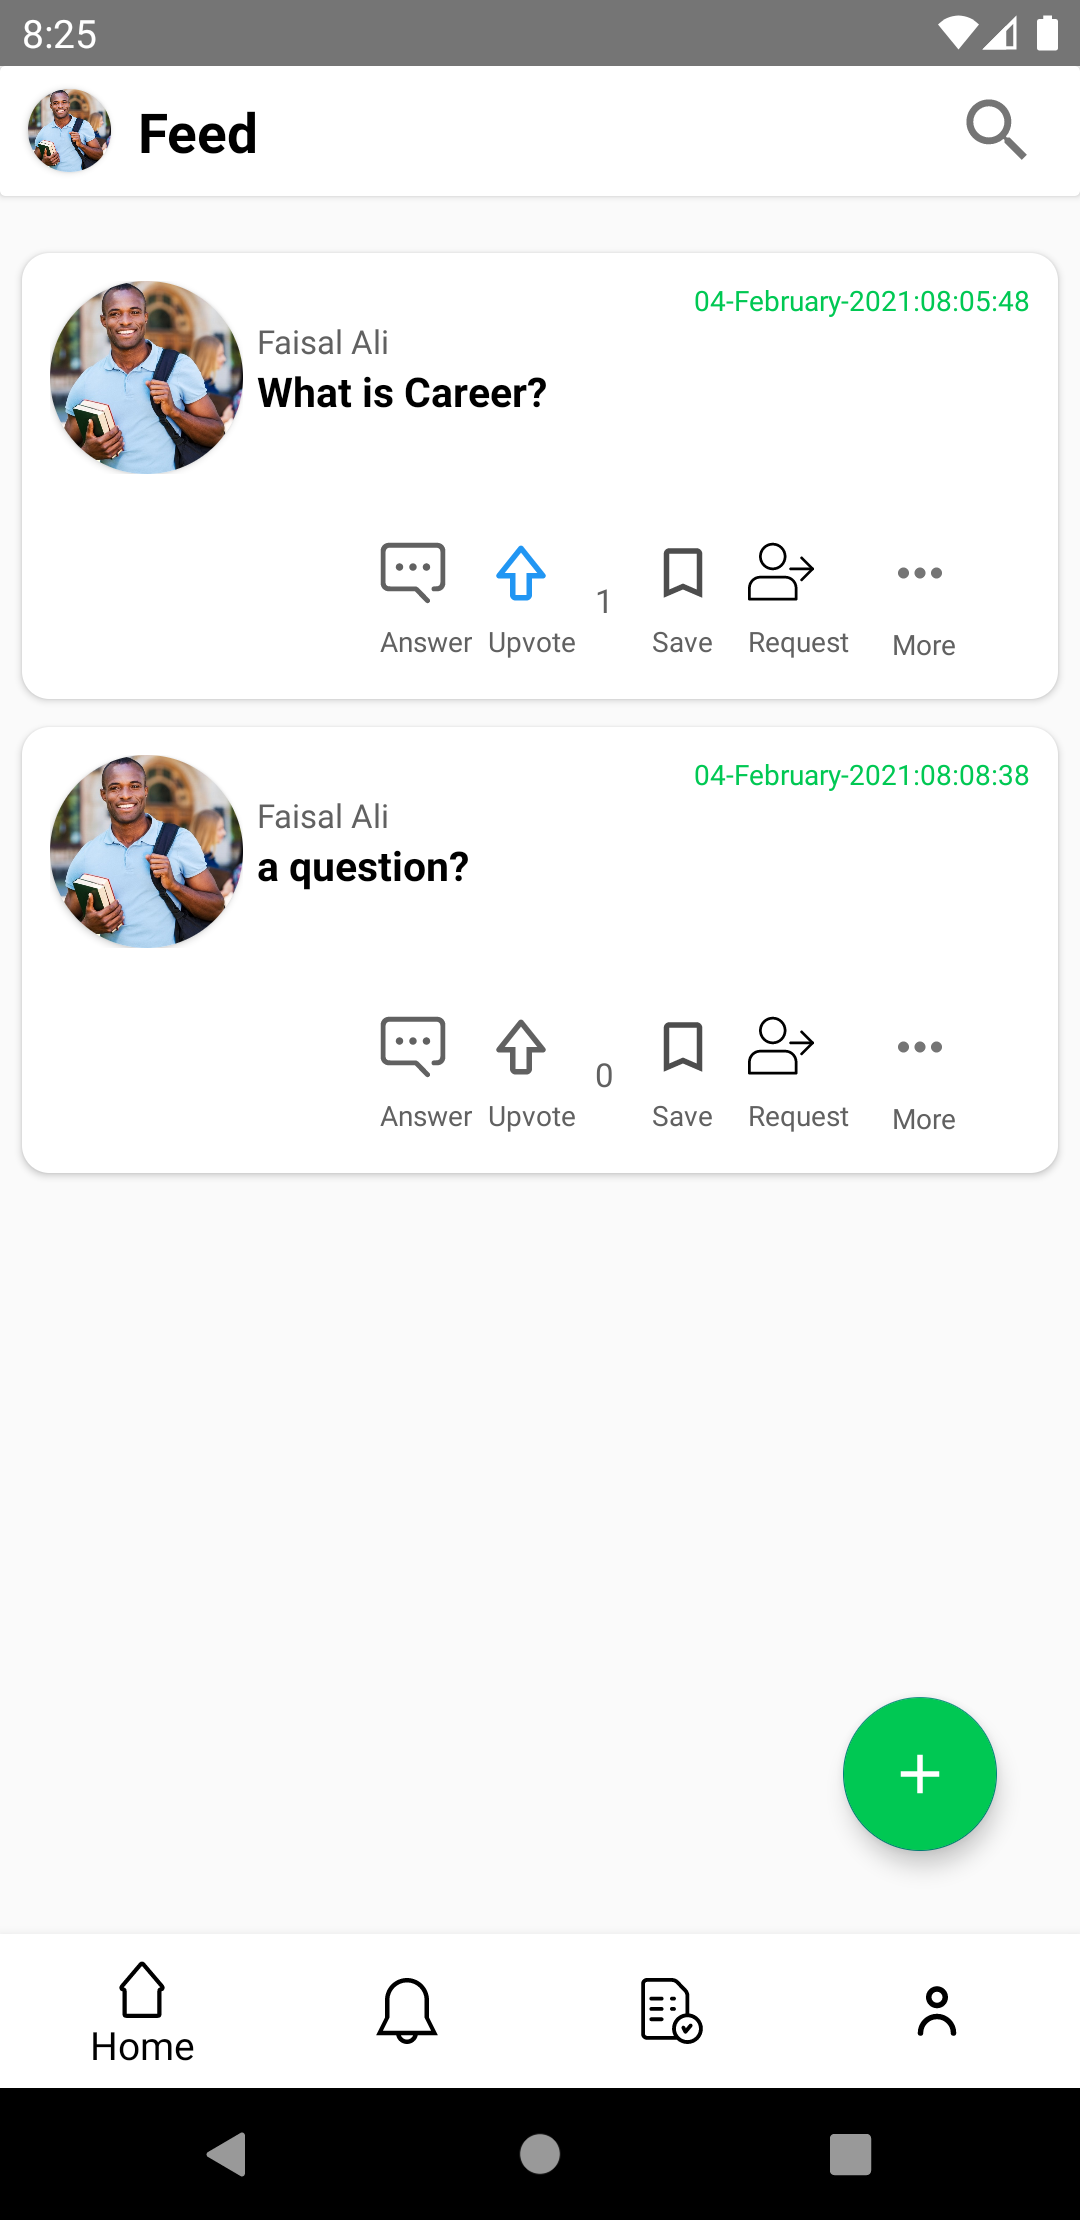 8:25
Feed
04-February-2021:08:05:48
Faisal Ali
What is Career?
1
Answer Upvote Save Request More
04-February-2021:08:08:38
Faisal Ali
a question?
0
Answer Upvote Save Request More
Home